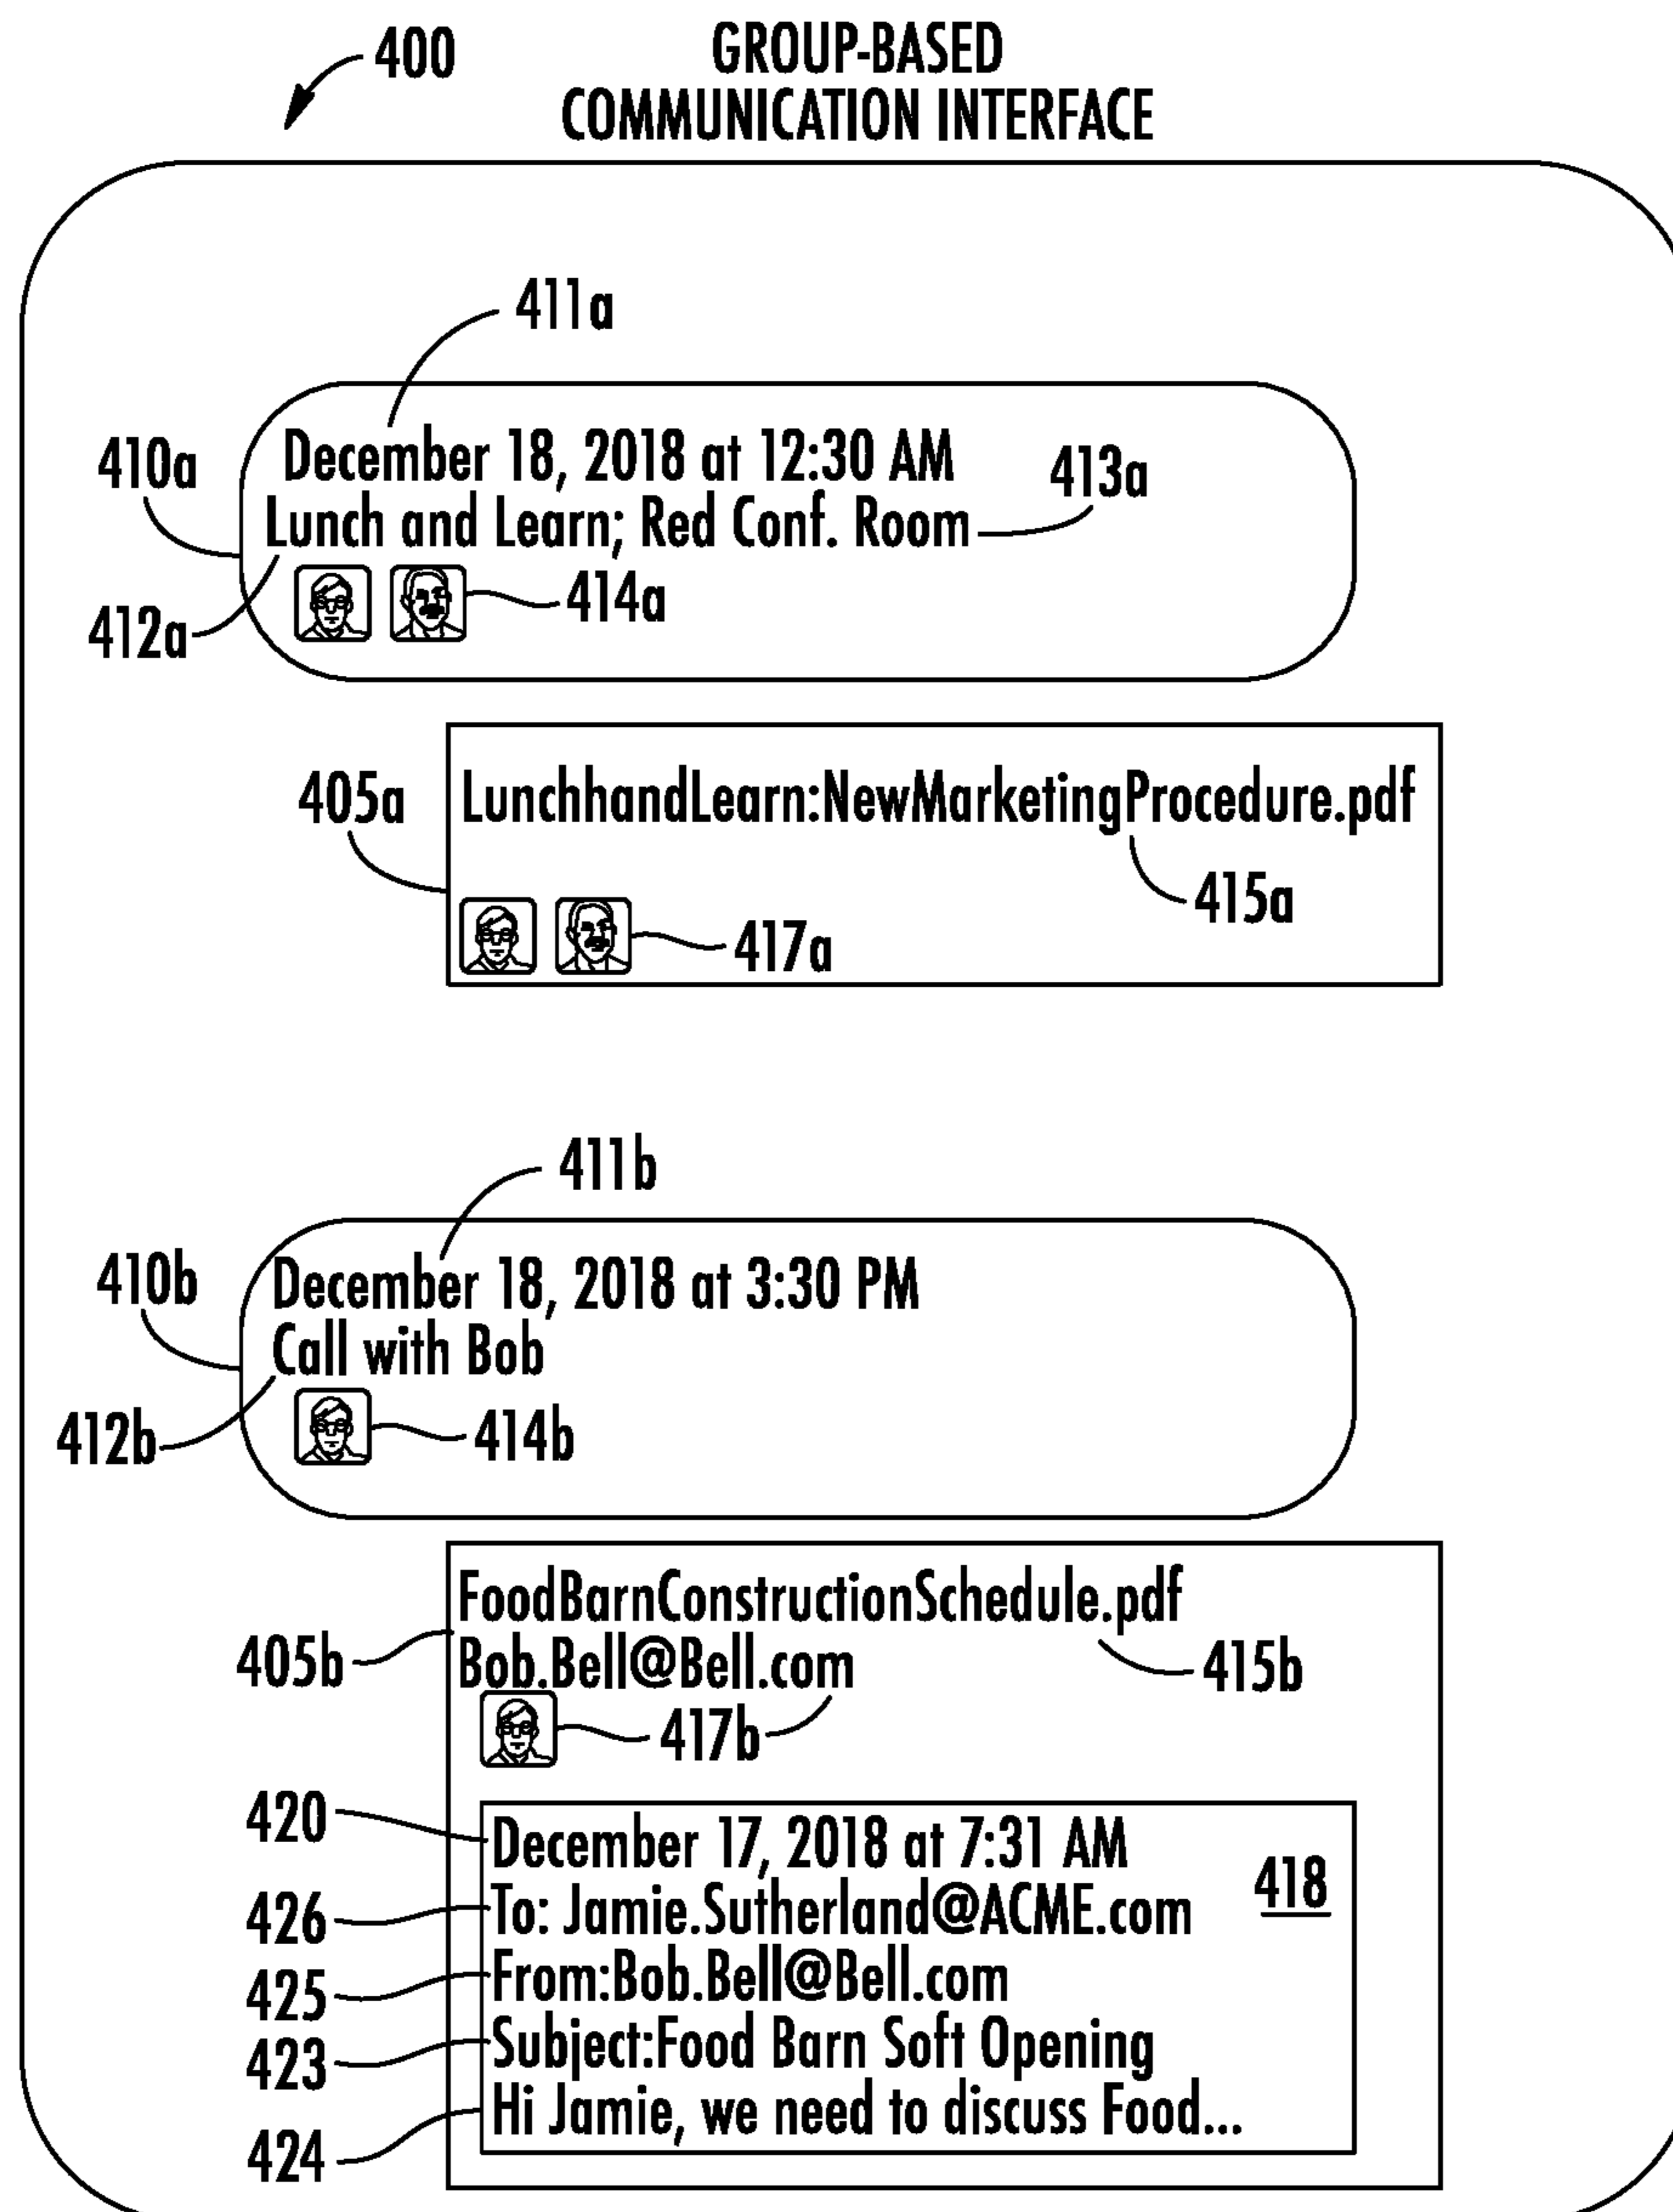 400
GROUP-BASED
COMMUNICATION INTERFACE
411a
410a
December 18, 2018 at 12:30 AM
413a
Lunch and Learn; Red Conf. Room
412a
414a
405a
LunchhandLearn:NewMarketingProcedure.pdf
415a
417a
411b
410b
December 18, 2018 at 3:30 PM
Call with Bob
412b
414b
FoodBarnConstructionSchedule.pdf
405b
Bob.Bell@Bell.com
415b
417b
420
December 17, 2018 at 7:31 AM
418
426
To: Jamie.Sutherland@ACME.com
425
From:Bob.Bell@Bell.com
423
Subject:Food Barn Soft Opening
424
Hi Jamie, we need to discuss Food...